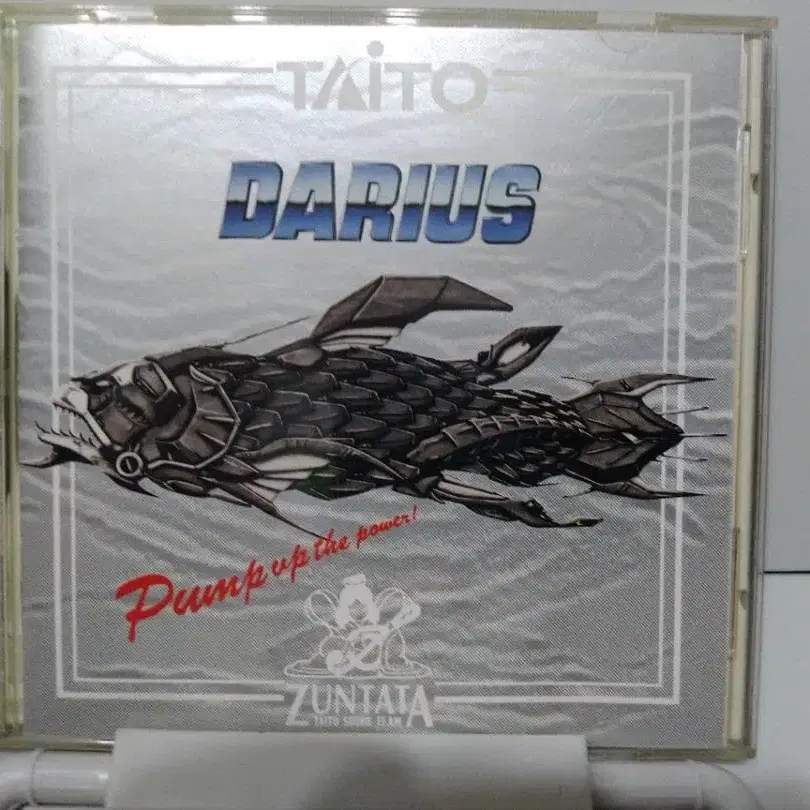 TAiTO
DARIUS
Pump up the power!
ZUNTATA
TAITO SOUND TEAM